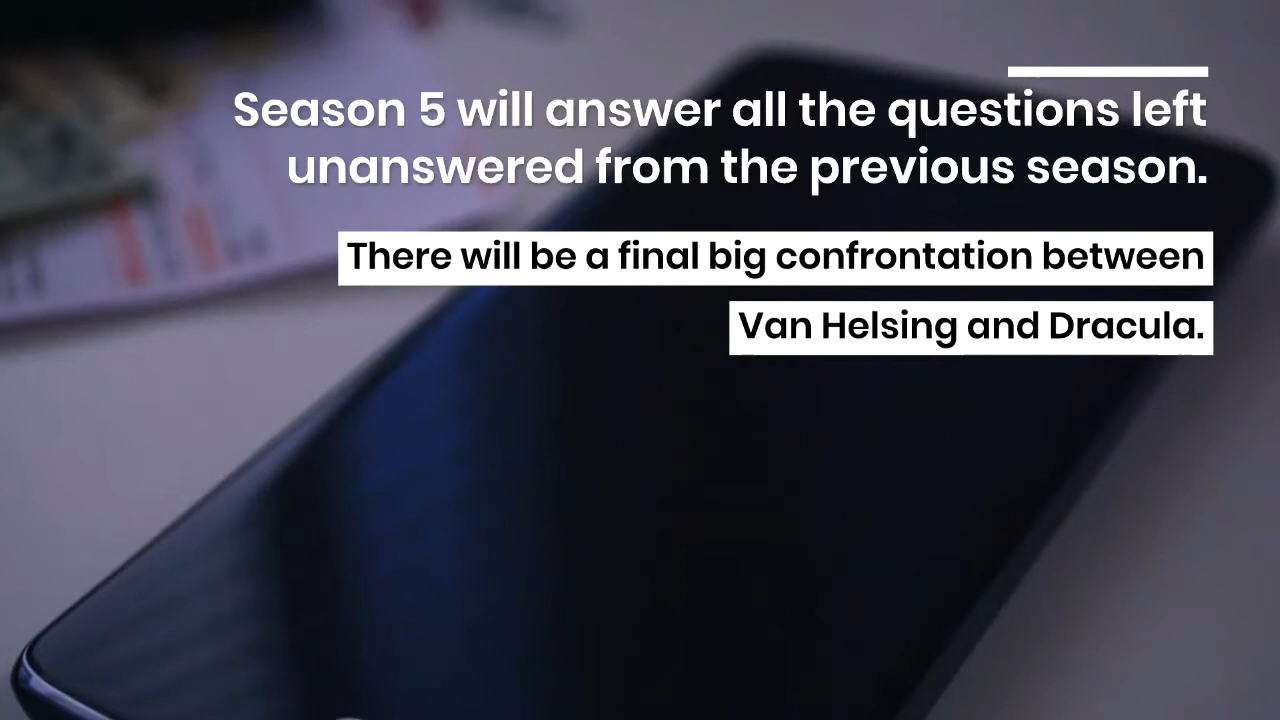 Season 5 will answer all the questions left
unanswered from the previous season.
There will be a final big confrontation between
Van Helsing and Dracula.